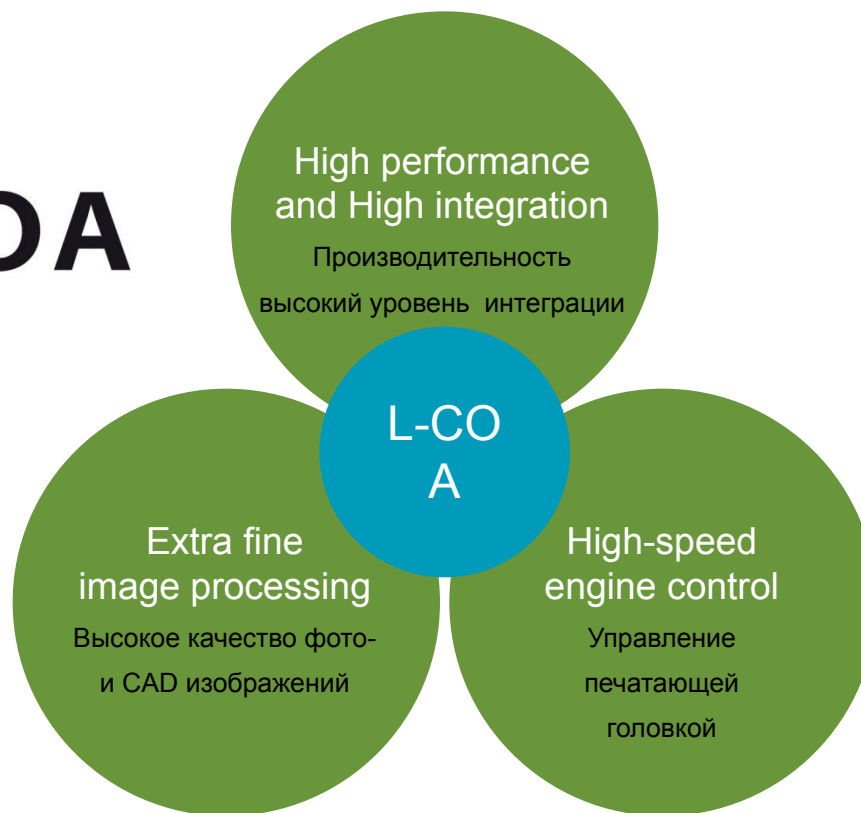 OA
High performance
and High integration
Производительность
высокий уровень интеграции
L-CO
A
Extra fine
image processing
Высокое качество фото-
и CAD изображений
High-speed
engine control
Управление
печатающей
головкой